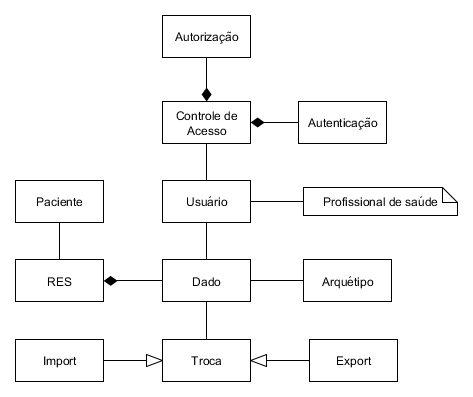 Autorização
Controle de
Acesso
Autenticação
Paciente
Usuário
Profissional de saúde
RES
Dado
Arquétipo
Import
Troca
Export